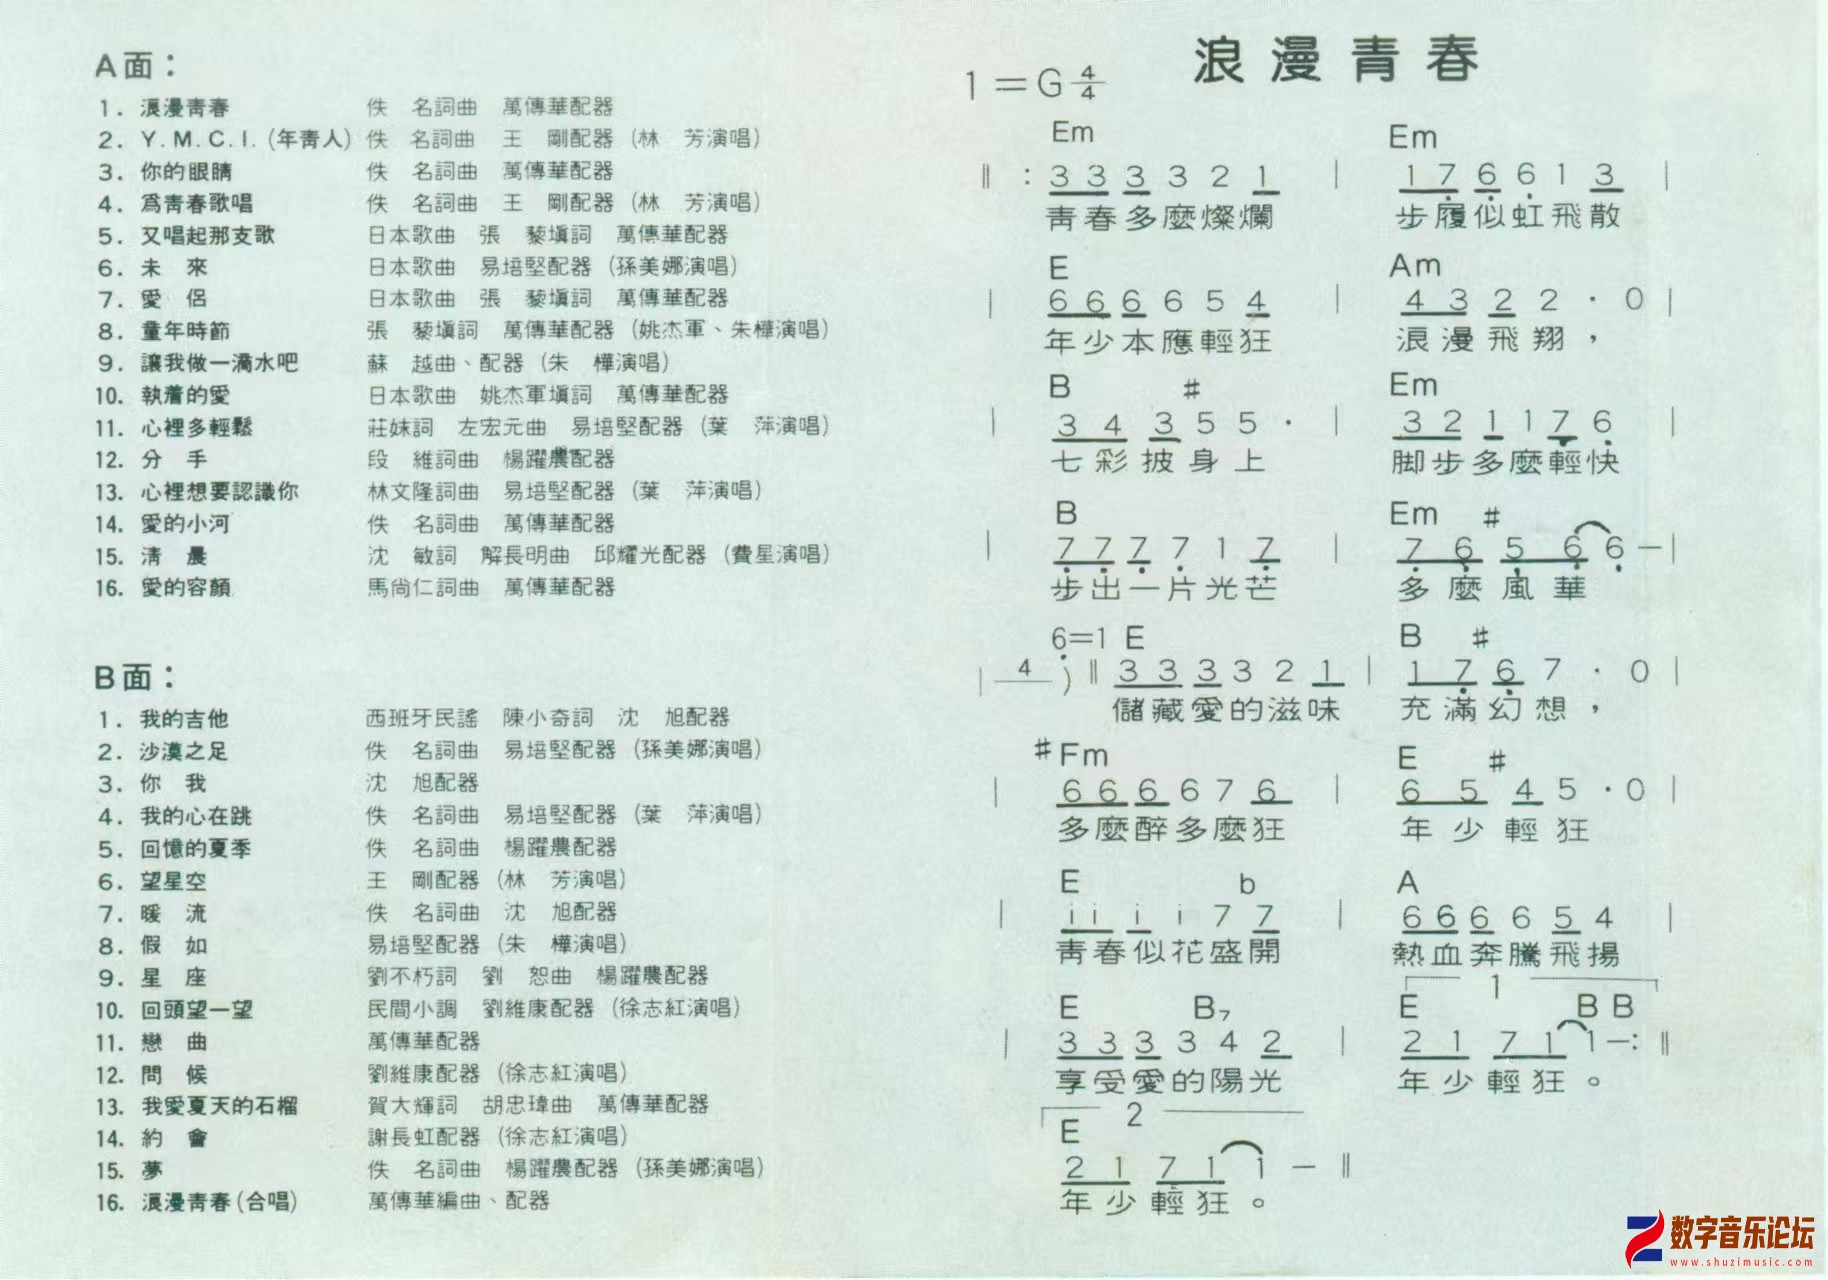 A面：
1. 浪漫靑春 佚 名詞曲 萬傳華配器
2. Y.M.C.I.(年靑人) 佚 名詞曲 王 剛配器(林 芳演唱)
3. 你的眼睛 佚 名詞曲 萬傳華配器
4. 爲靑春歌唱 佚 名詞曲 王 剛配器(林 芳演唱)
5. 又唱起那支歌 日本歌曲 張 藜塡詞 萬傳華配器
6. 未 來 日本歌曲 易培堅配器(孫美娜演唱)
7. 愛 侶 日本歌曲 張 藜塡詞 萬傳華配器
8. 童年時節 張 藜塡詞 萬傳華配器(姚杰軍、朱樺演唱)
9. 讓我做一滴水吧 蘇 越曲、配器(朱 樺演唱)
10. 執着的愛 日本歌曲 姚杰軍塡詞 萬傳華配器
11. 心裡多輕鬆 莊妹詞 左宏元曲 易培堅配器(葉 萍演唱)
12. 分 手 段 維詞曲 楊躍農配器
13. 心裡想要認識你 林文隆詞曲 易培堅配器(葉 萍演唱)
14. 愛的小河 佚 名詞曲 萬傳華配器
15. 淸 晨 沈 敏詞 解長明曲 邱耀光配器(費星演唱)
16. 愛的容顏 馬尙仁詞曲 萬傳華配器
B面：
1. 我的吉他 西班牙民謠 陳小奇詞 沈 旭配器
2. 沙漠之足 佚 名詞曲 易培堅配器(孫美娜演唱)
3. 你 我 沈 旭配器
4. 我的心在跳 佚 名詞曲 易培堅配器(葉 萍演唱)
5. 回憶的夏季 佚 名詞曲 楊躍農配器
6. 望星空 王 剛配器(林 芳演唱)
7. 暖 流 佚 名詞曲 沈 旭配器
8. 假 如 易培堅配器(朱 樺演唱)
9. 星 座 劉不朽詞 劉 恕曲 楊躍農配器
10. 回頭望一望 民間小調 劉維康配器(徐志紅演唱)
11. 戀 曲 萬傳華配器
12. 問 候 劉維康配器(徐志紅演唱)
13. 我愛夏天的石榴 賀大輝詞 胡忠瑋曲 萬傳華配器
14. 約 會 謝長虹配器(徐志紅演唱)
15. 夢 佚 名詞曲 楊躍農配器(孫美娜演唱)
16. 浪漫靑春(合唱) 萬傳華編曲、配器
浪漫青春
1=G 4/4
Em Em
‖: 3 3 3 3 2 1 | 1 7 6 6 1 3 |
靑春多麼燦爛 步履似虹飛散
E Am
| 6 6 6 6 5 4 | 4 3 2 2 · 0 |
年少本應輕狂 浪漫飛翔，
B # Em
| 3 4 3 5 5 · | 3 2 1 1 7 6 |
七彩披身上 脚步多麼輕快
B Em #
| 7 7 7 7 1 7 | 7 6 5 6 6 — |
步出一片光芒 多麼風華
6=1 E B #
| 4 ) ‖ 3 3 3 3 2 1 | 1 7 6 7 · 0 |
儲藏愛的滋味 充滿幻想，
#Fm E #
| 6 6 6 6 7 6 | 6 5 4 5 · 0 |
多麼醉多麼狂 年少輕狂
E b A
| i i i i 7 7 | 6 6 6 6 5 4 |
靑春似花盛開 熱血奔騰飛揚
1
E B7 E B B
| 3 3 3 3 4 2 | 2 1 7 1 1 —:‖
享受愛的陽光 年少輕狂。
2
E
2 1 7 1 1 — ‖
年少輕狂。
数字音乐论坛
www.shuzimusic.com